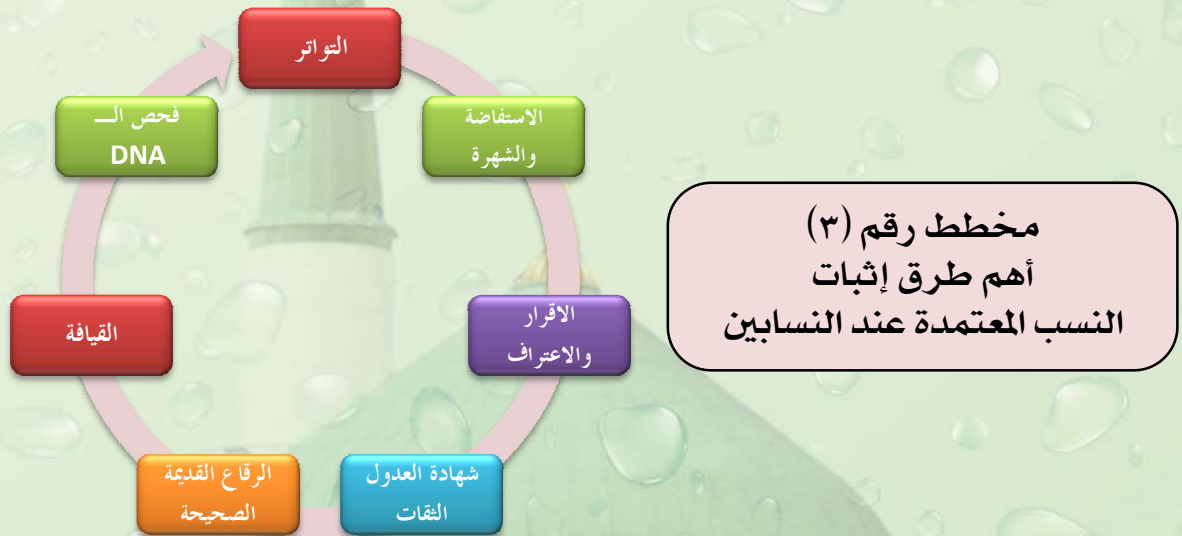 مخطط رقم (٣)
أهم طرق إثبات
النسب المعتمدة عند النسابين
التواتر
الاستفاضة
والشهرة
الاقرار
والاعتراف
شهادة العدول
الثقات
الرقاع القديمة
الصحيحة
القيافة
فحص الــ
DNA